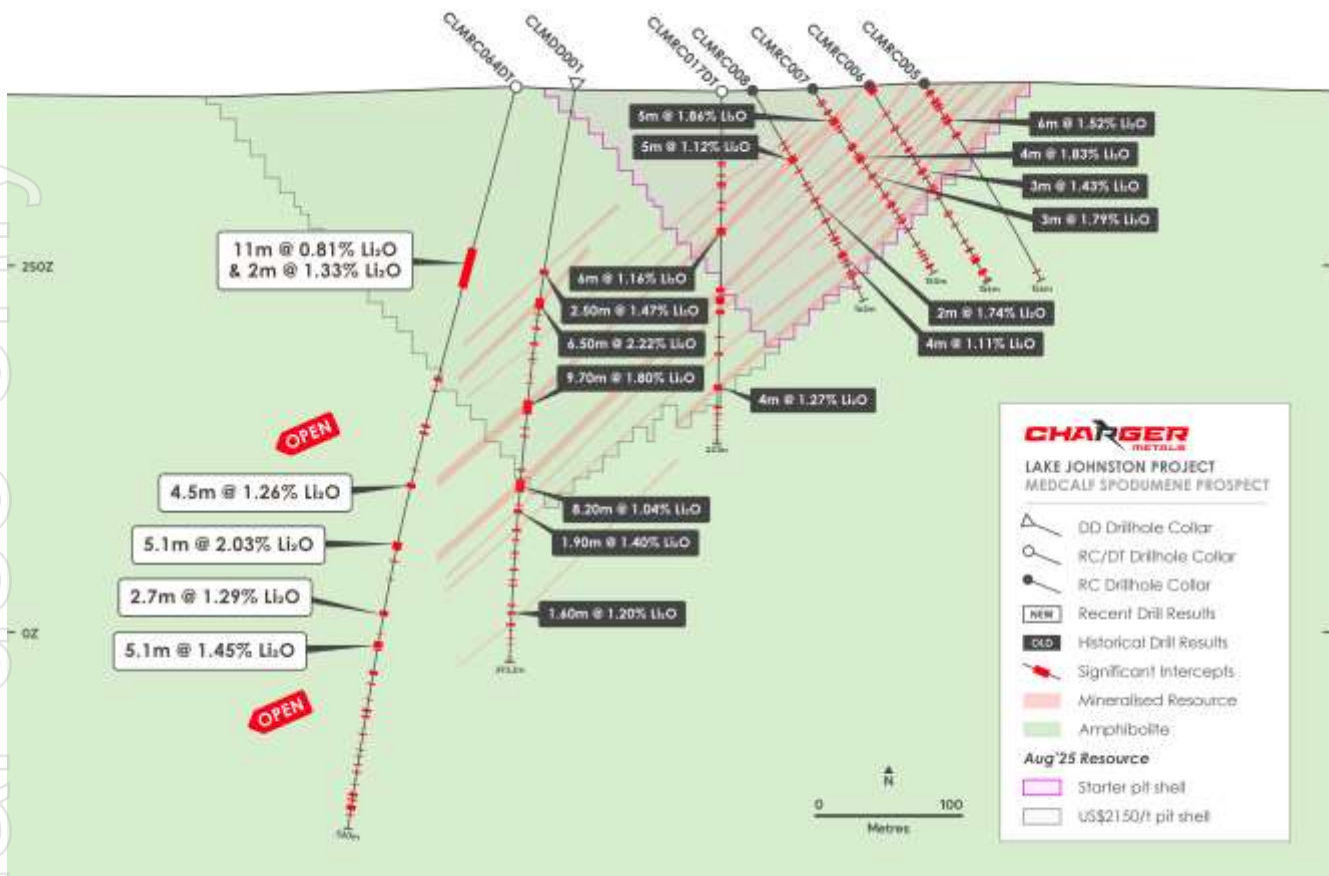 CLMRC064DT
CLMDD001
CLMRC017DT
CLMRC008
CLMRC007
CLMRC006
CLMRC005
5m @ 1.86% Li₂O
5m @ 1.12% Li₂O
6m @ 1.52% Li₂O
4m @ 1.83% Li₂O
3m @ 1.43% Li₂O
3m @ 1.79% Li₂O
11m @ 0.81% Li₂O
& 2m @ 1.33% Li₂O
250Z
6m @ 1.16% Li₂O
2.50m @ 1.47% Li₂O
2m @ 1.74% Li₂O
6.50m @ 2.22% Li₂O
4m @ 1.11% Li₂O
9.70m @ 1.80% Li₂O
4m @ 1.27% Li₂O
OPEN
4.5m @ 1.26% Li₂O
8.20m @ 1.04% Li₂O
5.1m @ 2.03% Li₂O
1.90m @ 1.40% Li₂O
2.7m @ 1.29% Li₂O
1.60m @ 1.20% Li₂O
0Z
5.1m @ 1.45% Li₂O
OPEN
CHARGER
METALS
LAKE JOHNSTON PROJECT
MEDCALF SPODUMENE PROSPECT
DD Drillhole Collar
RC/DT Drillhole Collar
RC Drillhole Collar
NEW Recent Drill Results
OLD Historical Drill Results
Significant Intercepts
Mineralised Resource
Amphibolite
Aug'25 Resource
Starter pit shell
US$2150/t pit shell
N
0 100
Metres